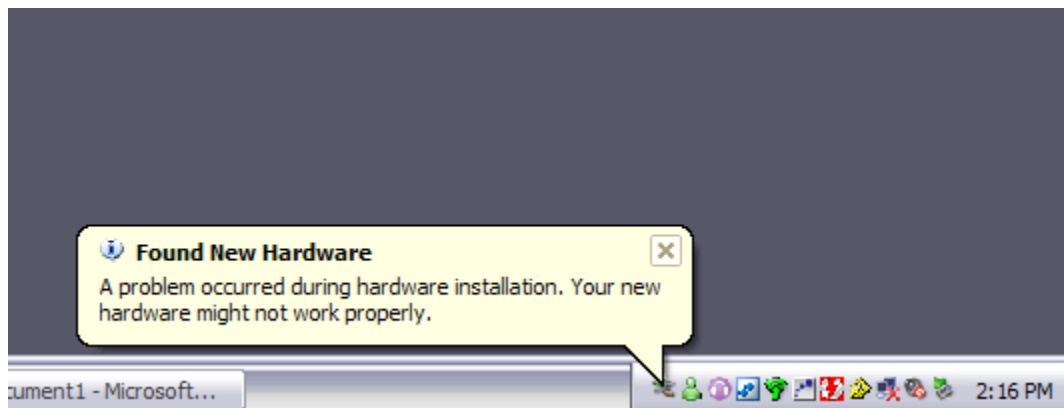 Found New Hardware
A problem occurred during hardware installation. Your new
hardware might not work properly.
cument1 - Microsoft...
2:16 PM